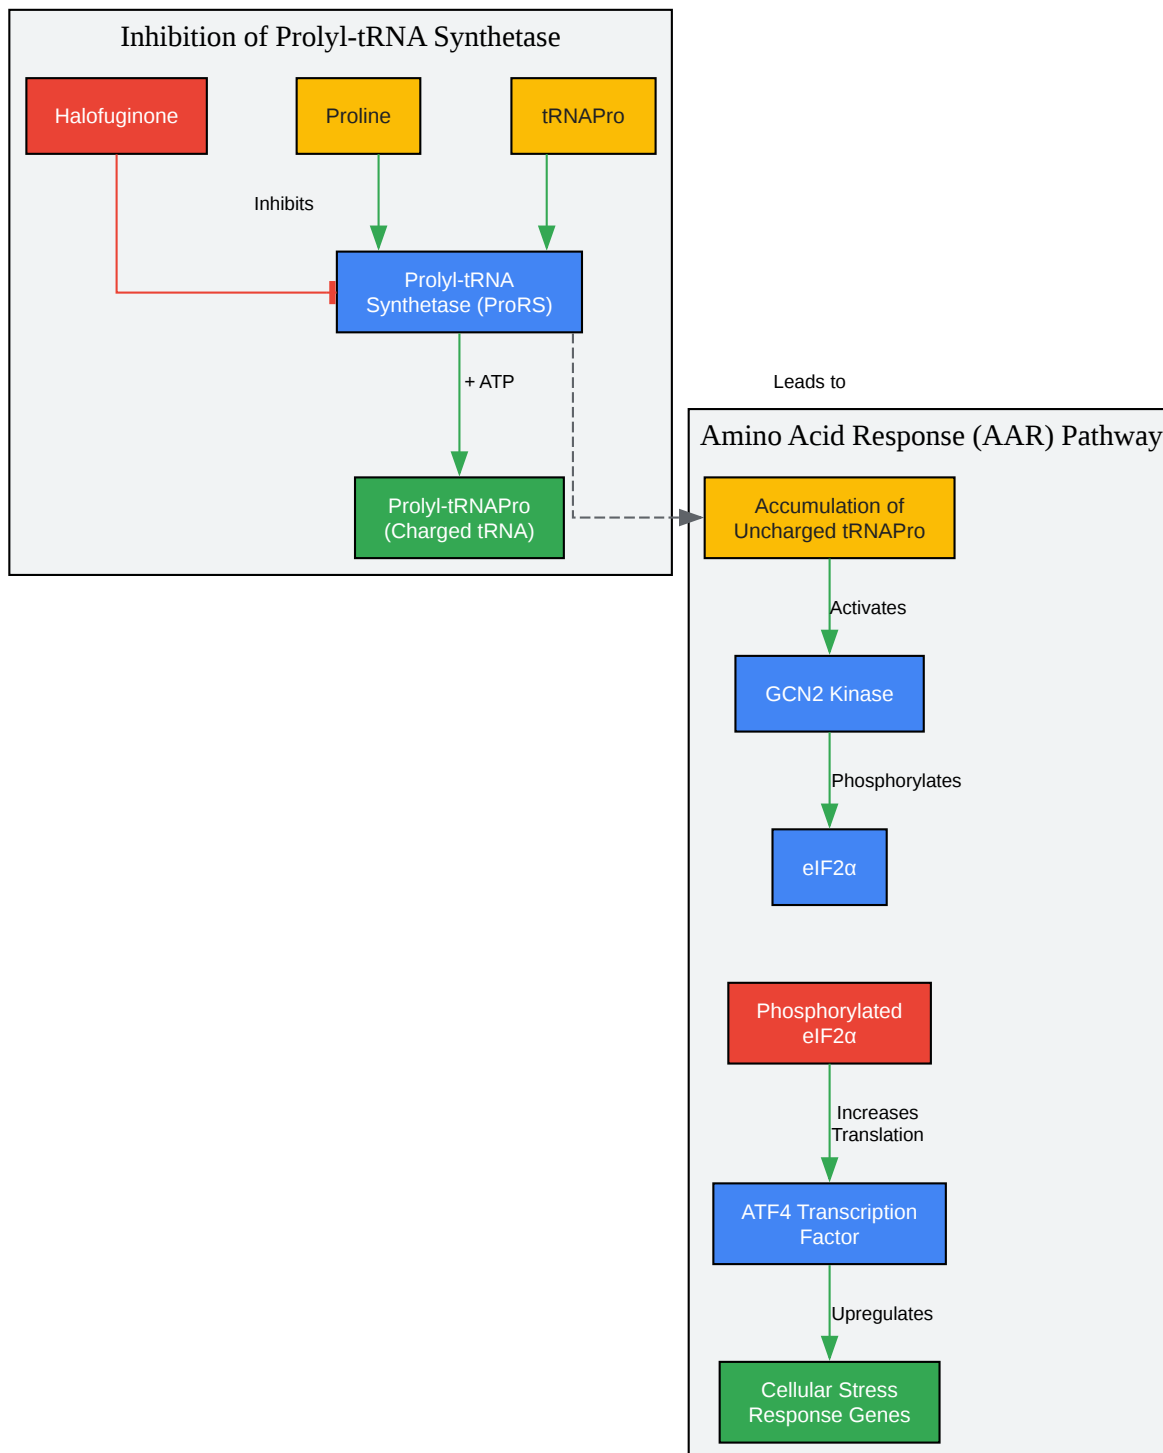 Inhibition of Prolyl-tRNA Synthetase
Halofuginone
Proline
tRNAPro
Inhibits
Prolyl-tRNA
Synthetase (ProRS)
+ ATP
Leads to
Prolyl-tRNAPro
(Charged tRNA)
Amino Acid Response (AAR) Pathway
Accumulation of
Uncharged tRNAPro
Activates
GCN2 Kinase
Phosphorylates
eIF2α
Phosphorylated
eIF2α
Increases
Translation
ATF4 Transcription
Factor
Upregulates
Cellular Stress
Response Genes